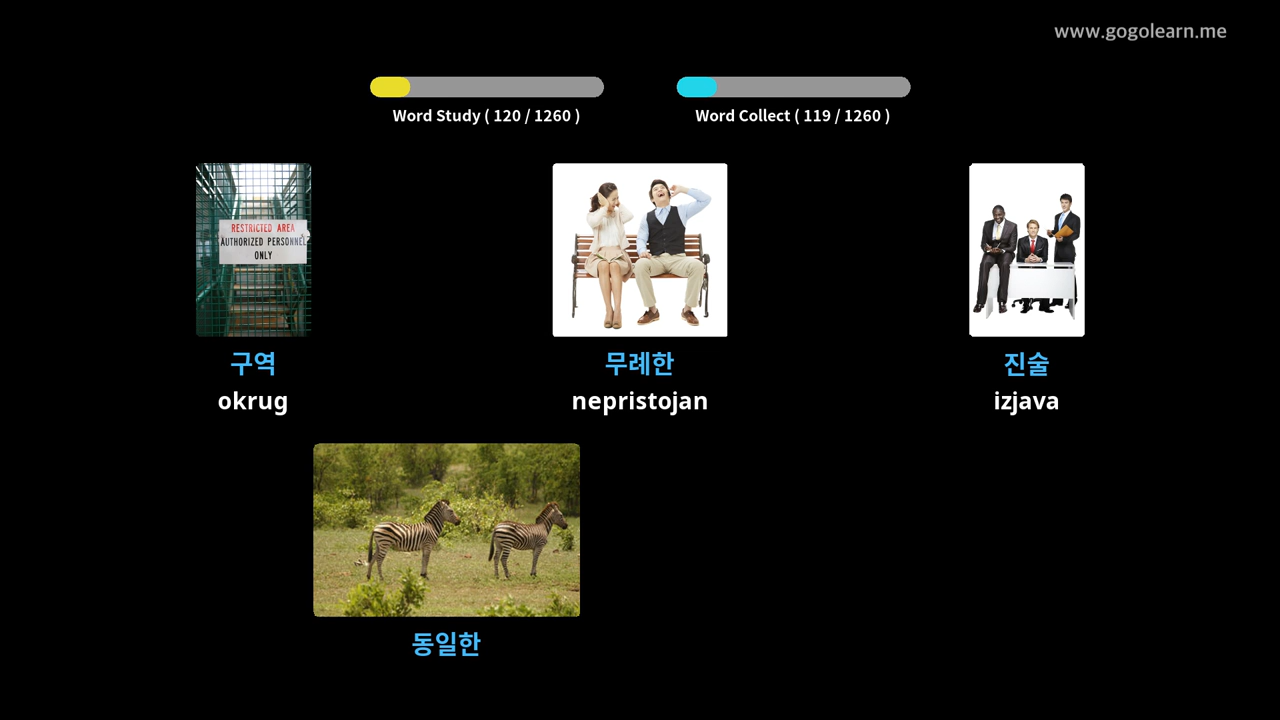 www.gogolearn.me
Word Study ( 120 / 1260 )
Word Collect ( 119 / 1260 )
RESTRICTED AREA
AUTHORIZED PERSONNEL
ONLY
구역
무례한
진술
okrug
nepristojan
izjava
동일한